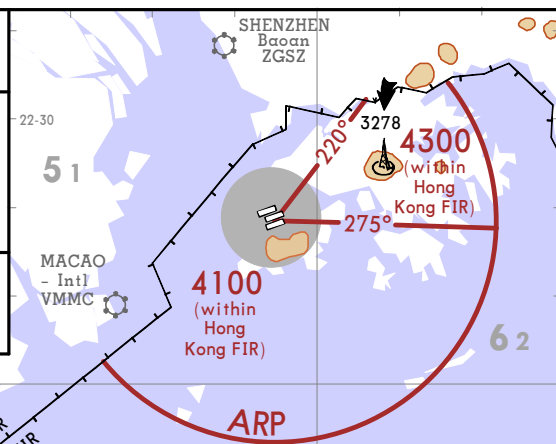 SHENZHEN
Baoan
ZGSZ
22-30
3278
220°
4300
(within
Hong
Kong FIR)
5 1
275°
MACAO
- Intl
VMMC
4100
(within
Hong
Kong FIR)
6 2
ARP